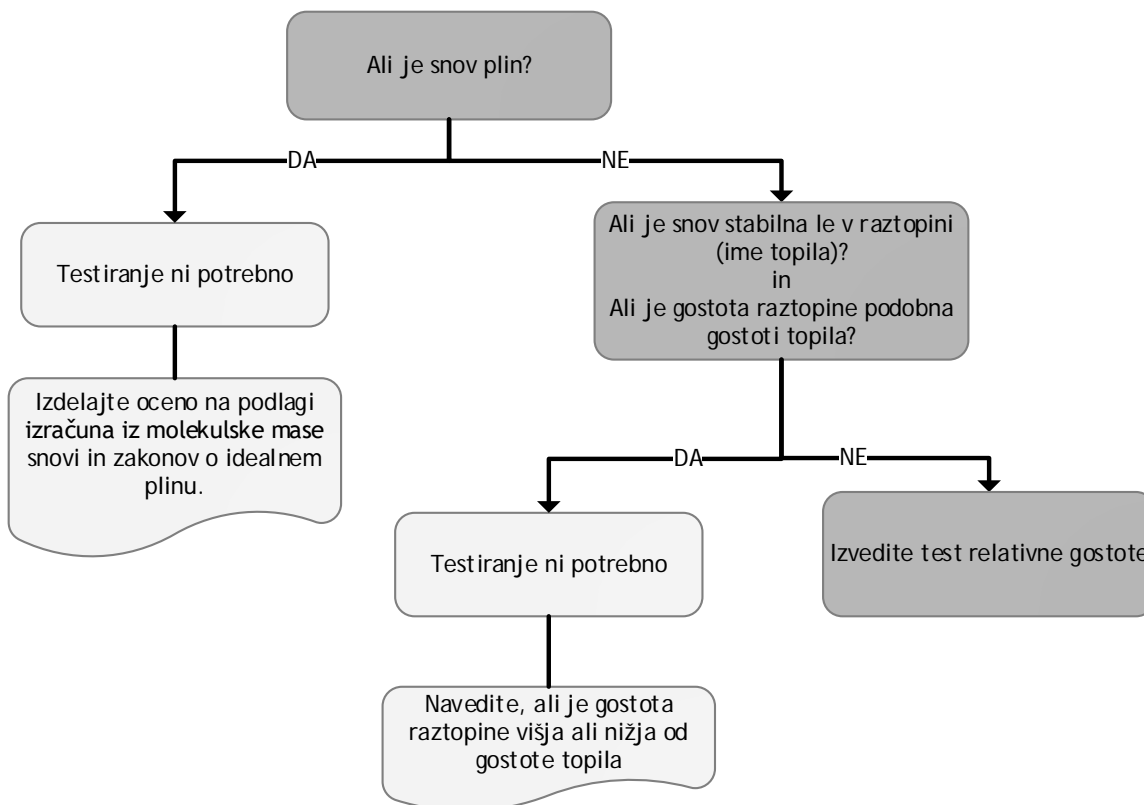 Ali je snov plin?
DA
NE
Testiranje ni potrebno
Ali je snov stabilna le v raztopini
(ime topila)?
in
Ali je gostota raztopine podobna
gostoti topila?
Izdelajte oceno na podlagi
izračuna iz molekulske mase
snovi in zakonov o idealnem
plinu.
DA
NE
Testiranje ni potrebno
Izvedite test relativne gostote
Navedite, ali je gostota
raztopine višja ali nižja od
gostote topila